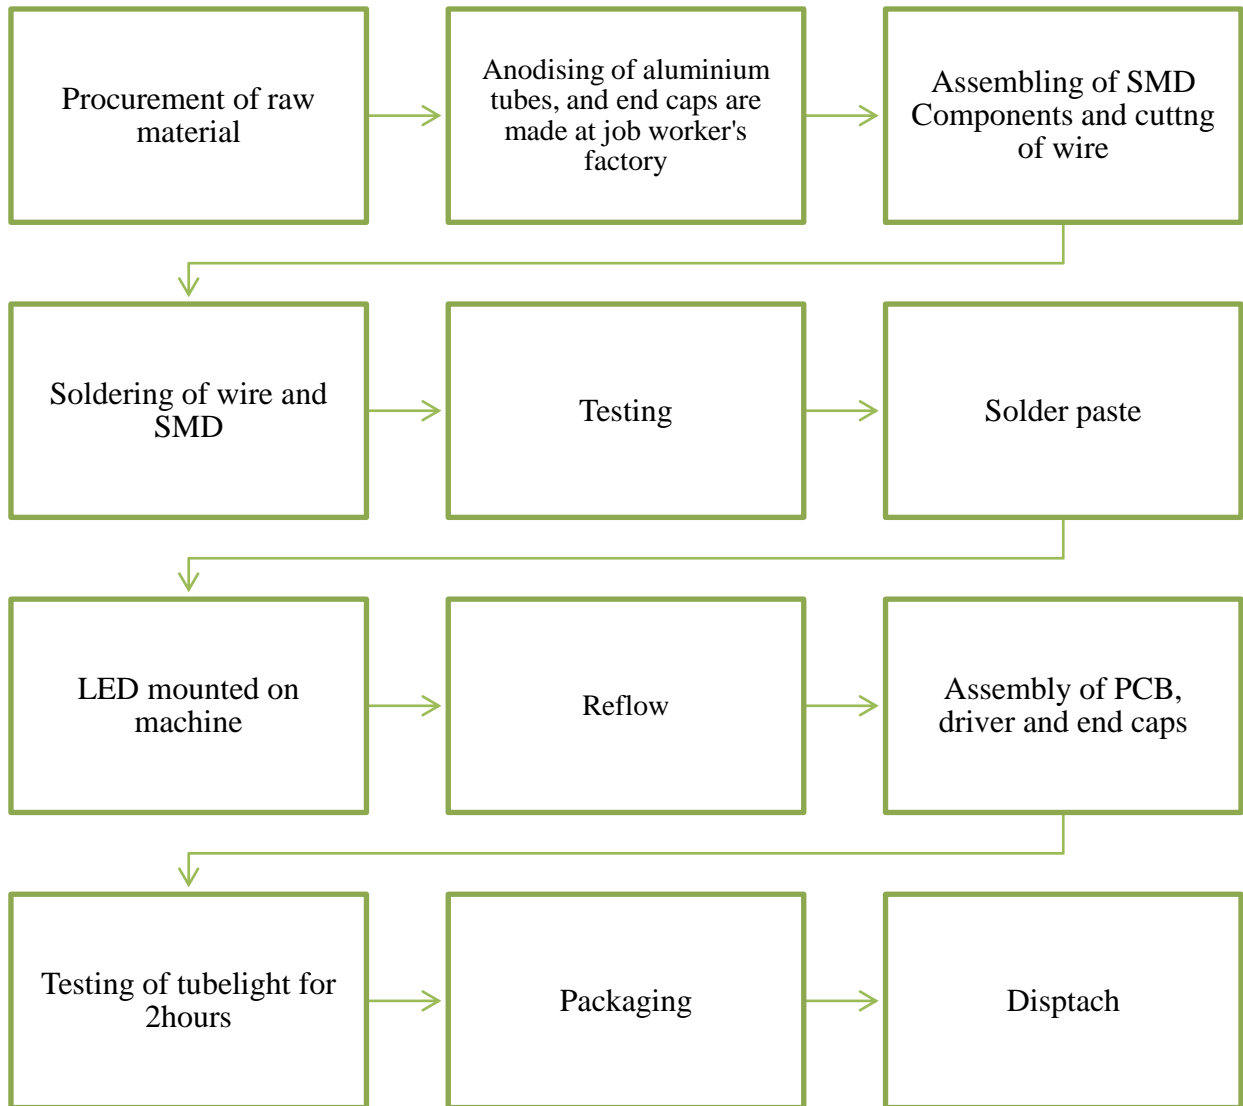 Procurement of raw
material
Anodising of aluminium
tubes, and end caps are
made at job worker's
factory
Assembling of SMD
Components and cuttng
of wire
Soldering of wire and
SMD
Testing
Solder paste
LED mounted on
machine
Reflow
Assembly of PCB,
driver and end caps
Testing of tubelight for
2hours
Packaging
Disptach